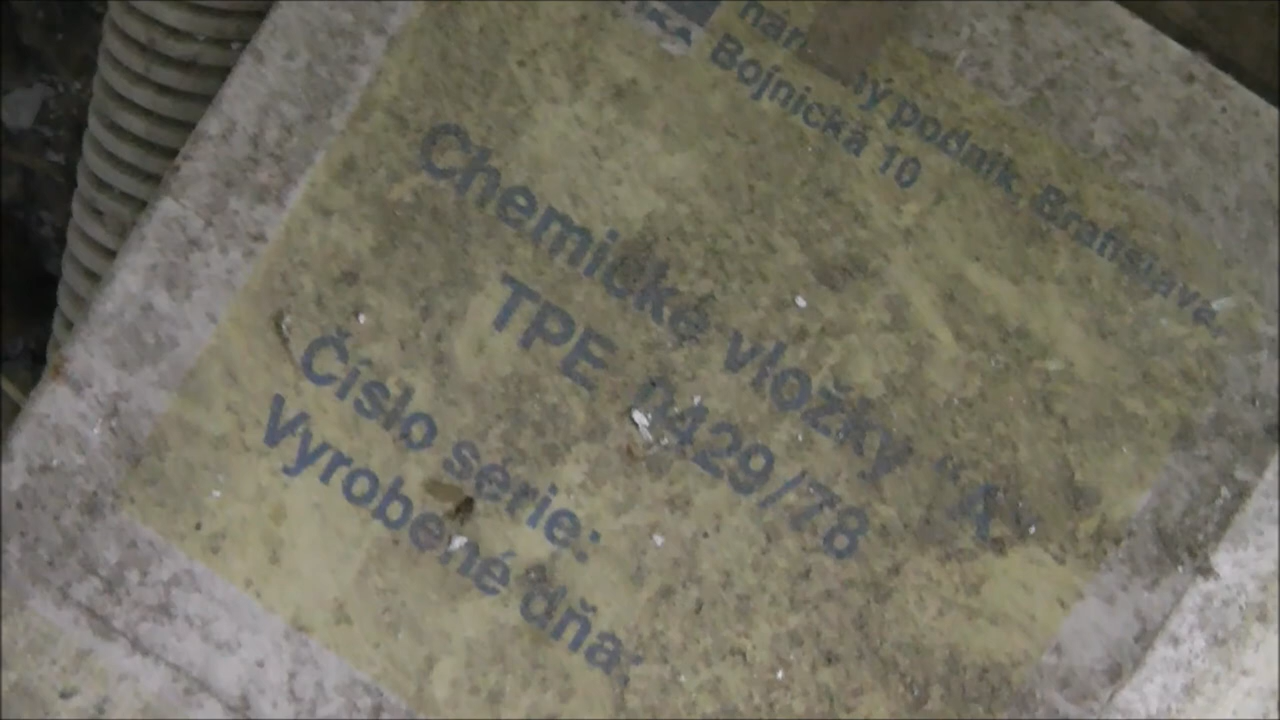 podnik, Bratislava,
Bojnická 10
Chemické vložky "A"
TPE 0429/78
Číslo série:
Vyrobené dňa: